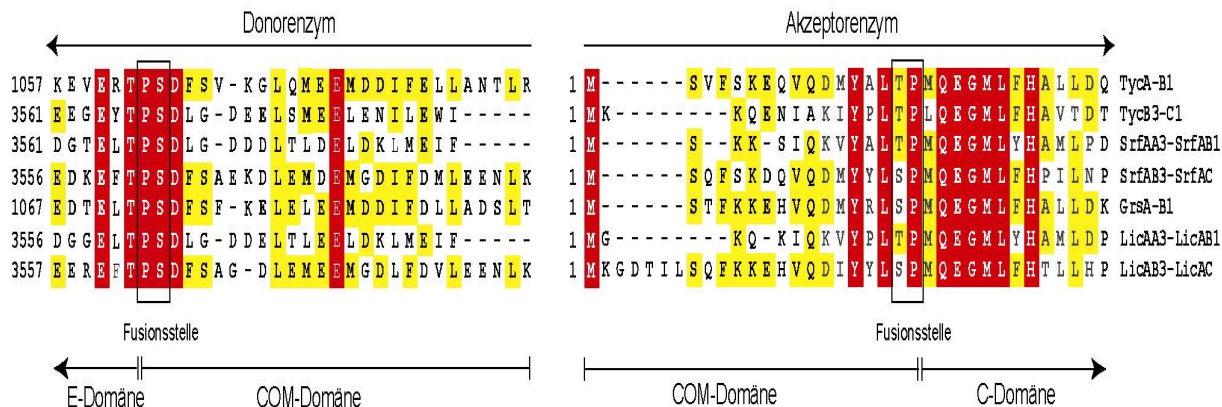 Donorenzym Akzeptorenzym
1057 KEVERTPSDFSV-KGLQMEEMDDIFELLANTLR 1 M------SVFSKEQVQDMYALTPMQEGMLFHALLDQ TycA-B1
3561 EEGEYTPSDLG-DEELSMEELENILEWI----- 1 MK-------KQENIAKIYPLTPLQEGMLFHAVTDT TycB3-C1
3561 DGTELTPSDLG-DDDLTLDELDKLMEIF----- 1 M------S--KK-SIQKVYALTPMQEGMLYHAMLPD SrfAA3-SrfAB1
3556 EDKEFTPSDFSAEKDLEMDEMGDIFDMLEENLK 1 M------SQFSKDQVQDMYYLSPMQEGMLFHPILNP SrfAB3-SrfAC
1067 EDTELTPSDFSF-KELELEEMDDIFDLLADSLT 1 M------STFKKEHVQDMYRLSPMQEGMLFHALLDK GrsA-B1
3556 DGGELTPSDLG-DDELTLEELDKLMEIF----- 1 MG-------KQ-KIQKVYPLTPMQEGMLYHAMLDP LicAA3-LicAB1
3557 EEREFTPSDFSAG-DLEMEEMGDLFDVLEENLK 1 MKGDTILSQFKKEHVQDIYYLSPMQEGMLFHTLLHP LicAB3-LicAC
Fusionsstelle Fusionsstelle
E-Domäne COM-Domäne COM-Domäne C-Domäne